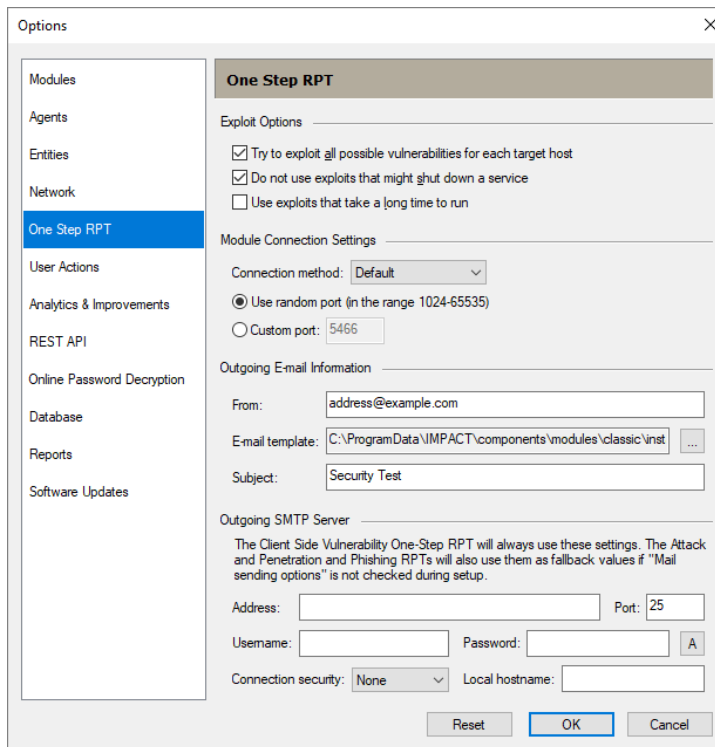 Options
Modules
Agents
Entities
Network
One Step RPT
User Actions
Analytics & Improvements
REST API
Online Password Decryption
Database
Reports
Software Updates
One Step RPT
Exploit Options
Try to exploit all possible vulnerabilities for each target host
Do not use exploits that might shut down a service
Use exploits that take a long time to run
Module Connection Settings
Connection method: Default
Use random port (in the range 1024-65535)
Custom port: 5466
Outgoing E-mail Information
From: address@example.com
E-mail template: C:\ProgramData\IMPACT\components\modules\classic\inst ...
Subject: Security Test
Outgoing SMTP Server
The Client Side Vulnerability One-Step RPT will always use these settings. The Attack
and Penetration and Phishing RPTs will also use them as fallback values if "Mail
sending options" is not checked during setup.
Address: Port: 25
Username: Password: A
Connection security: None Local hostname:
Reset OK Cancel